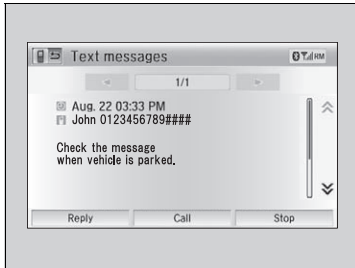 Text messages
RM
1/1
Aug. 22 03:33 PM
John 0123456789####
Check the message
when vehicle is parked.
Reply Call Stop